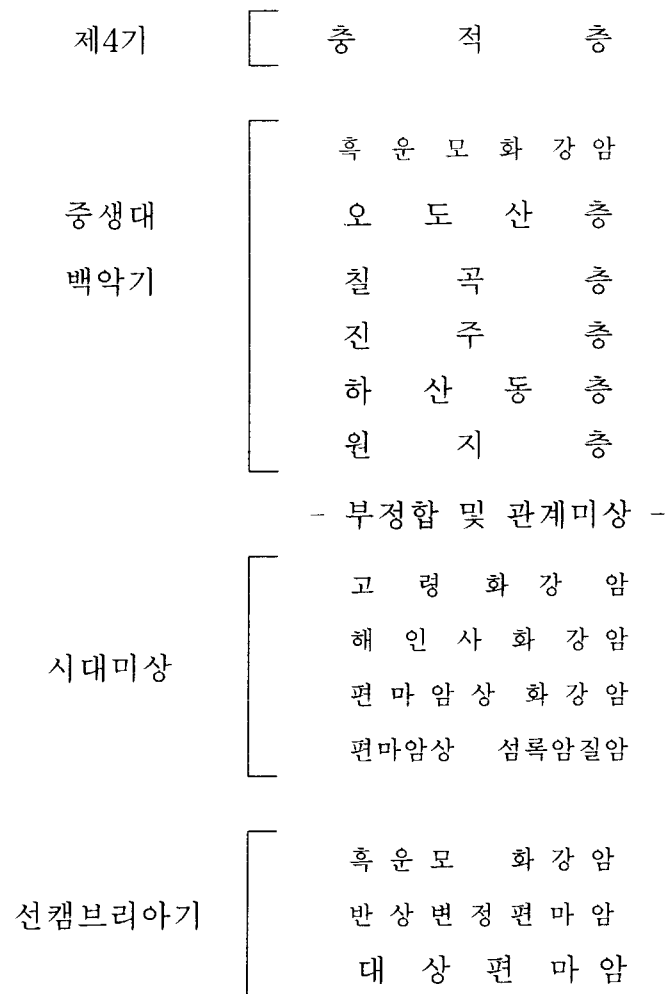 제4기 충적층
흑운모화강암
중생대 오도산층
백악기 칠곡층
진주층
하산동층
원지층
- 부정합 및 관계미상 -
고령화강암
해인사화강암
시대미상
편마암상 화강암
편마암상 섬록암질암
흑운모 화강암
선캠브리아기 반상변정편마암
대상편마암